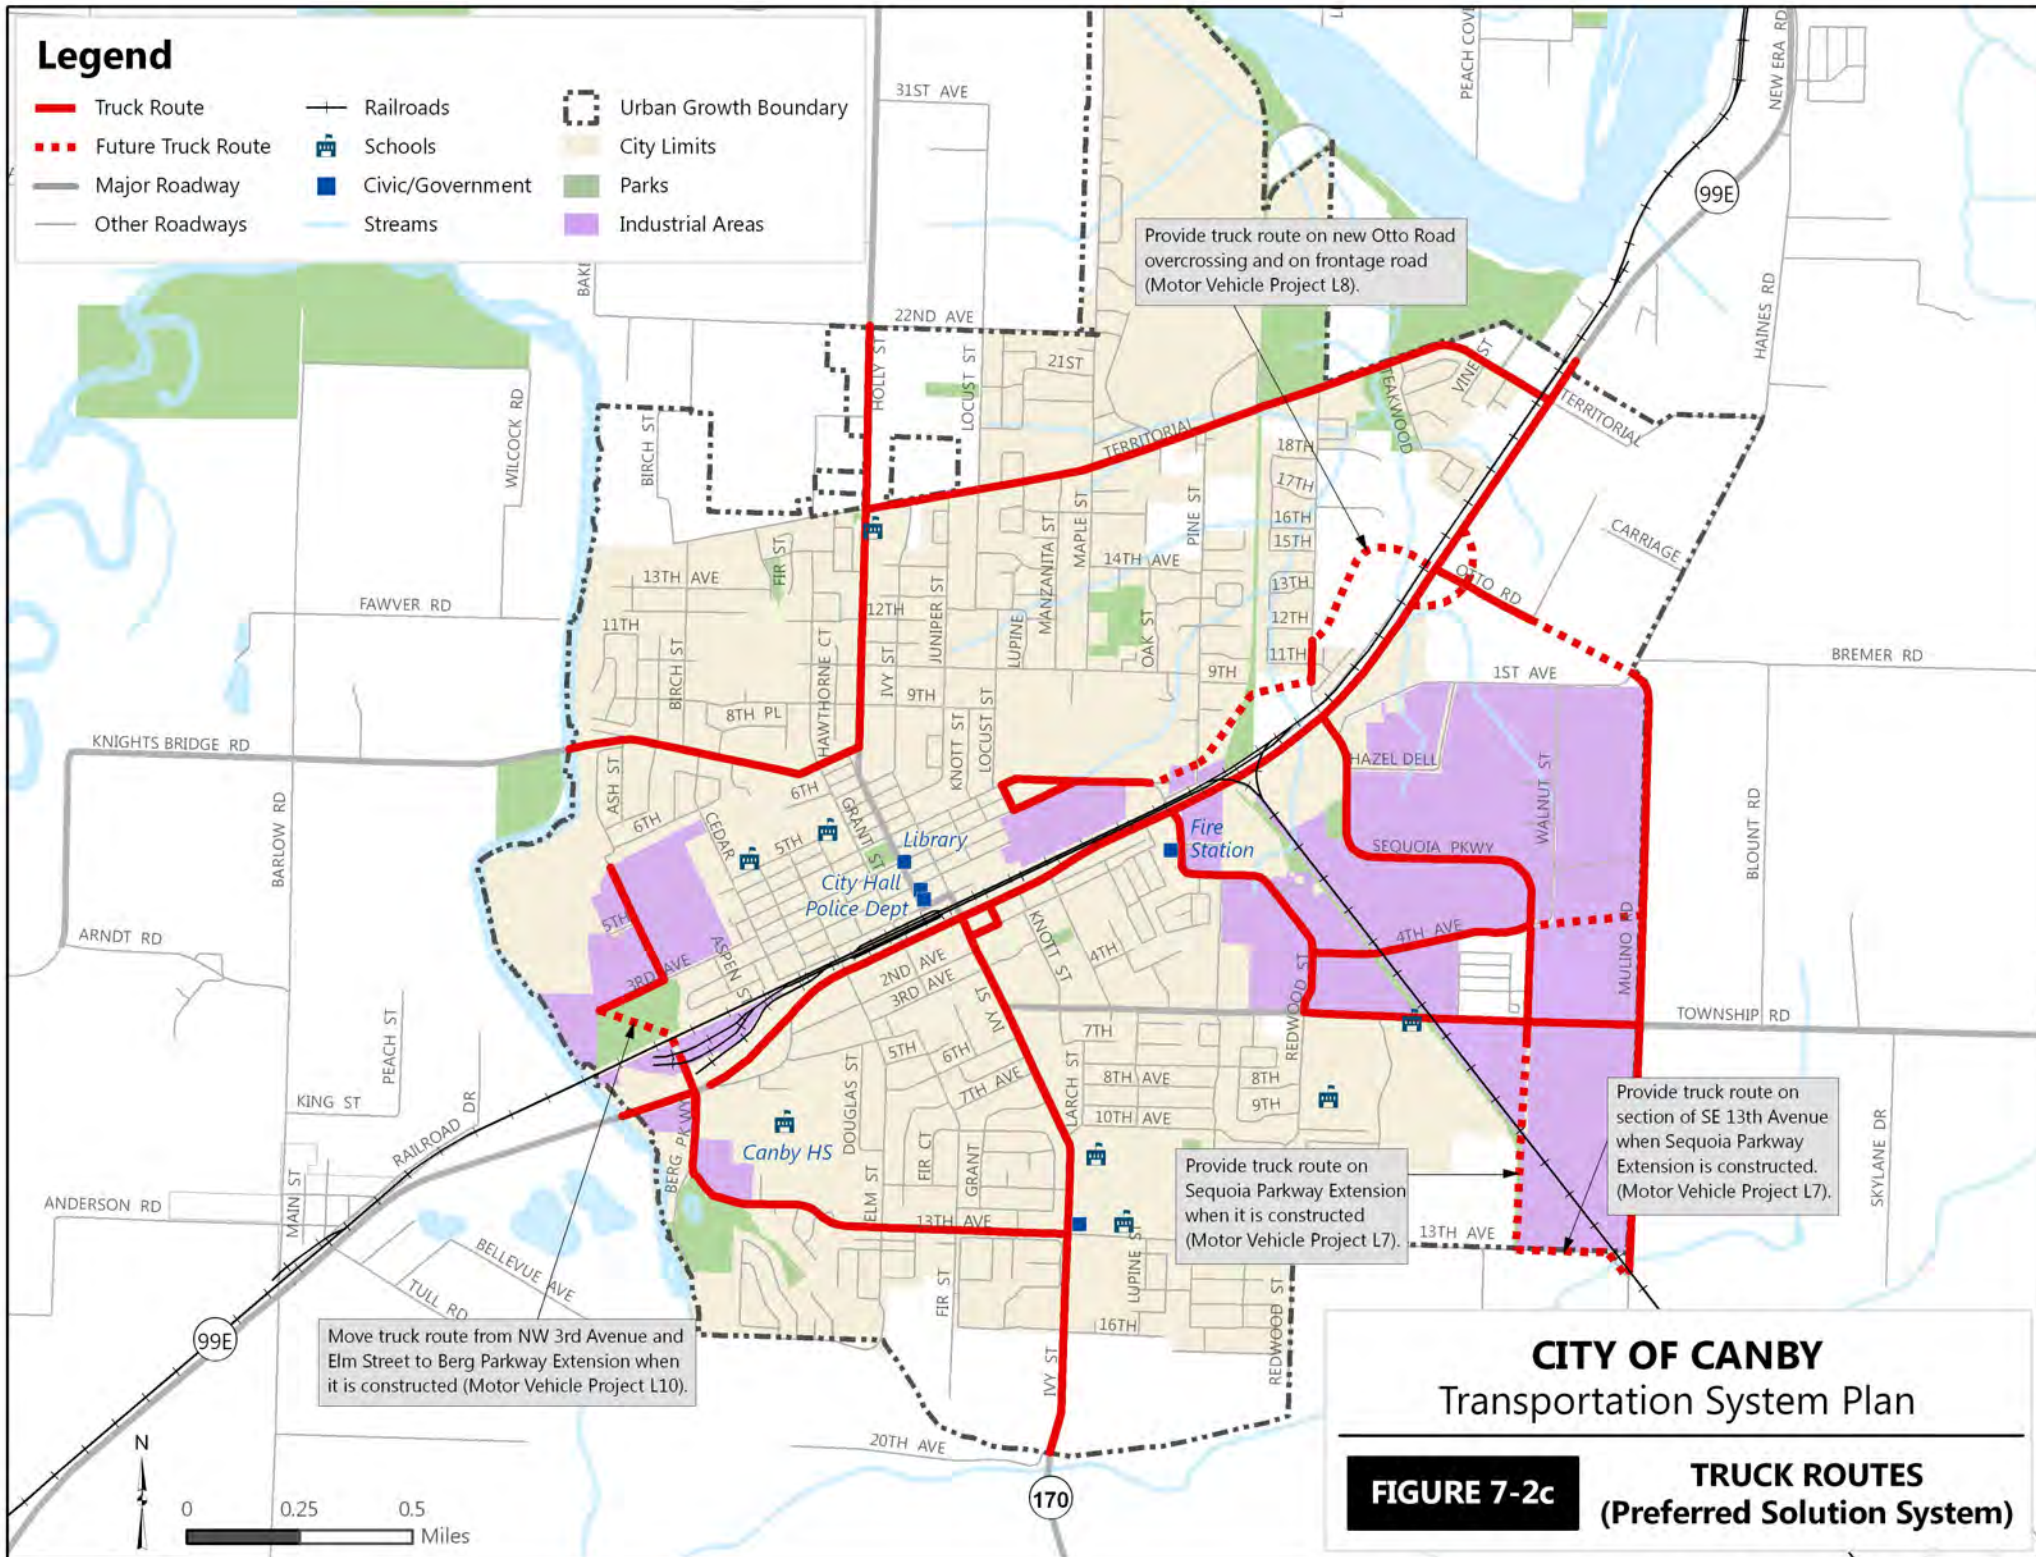 Legend
Truck Route
Future Truck Route
Major Roadway
Other Roadways
Railroads
Schools
Civic/Government
Streams
Urban Growth Boundary
City Limits
Parks
Industrial Areas
31ST AVE
PEACH COVE
NEW ERA RD
99E
HAINES RD
22ND AVE
HOLLY ST
LOCUST ST
21ST
Provide truck route on new Otto Road
overcrossing and on frontage road
(Motor Vehicle Project L8).
TEAKWOOD
VINE ST
TERRITORIAL
TERRITORIAL
WILCOCK RD
BIRCH ST
18TH
17TH
16TH
15TH
13TH
12TH
11TH
PINE ST
MAPLE ST
MANZANITA ST
14TH AVE
CARRIAGE
OTTO RD
FIR ST
13TH AVE
FAWVER RD
11TH
BIRCH ST
HAWTHORNE CT
12TH
JUNIPER ST
LUPINE
OAK ST
IVY ST
9TH
9TH
BREMER RD
1ST AVE
8TH PL
KNOTT ST
LOCUST ST
KNIGHTS BRIDGE RD
ASH ST
6TH
6TH
HAZEL DELL
WALNUT ST
BLOUNT RD
BARLOW RD
CEDAR
5TH
GRANT ST
Library
City Hall
Police Dept
Fire
Station
SEQUOIA PKWY
4TH AVE
MULINO RD
ARNDT RD
5TH
3RD AVE
ASPEN S
2ND AVE
3RD AVE
KNOTT ST
4TH
IVY ST
REDWOOD ST
TOWNSHIP RD
PEACH ST
KING ST
RAILROAD DR
7TH
5TH
6TH
7TH AVE
DOUGLAS ST
LARCH ST
8TH AVE
10TH AVE
8TH
9TH
SKYLANE DR
BERG PKWY
Canby HS
FIR CT
GRANT
ELM ST
13TH AVE
13TH AVE
Provide truck route on
section of SE 13th Avenue
when Sequoia Parkway
Extension is constructed.
(Motor Vehicle Project L7).
Provide truck route on
Sequoia Parkway Extension
when it is constructed
(Motor Vehicle Project L7).
ANDERSON RD
MAIN ST
BELLEVUE AVE
TULL RD
FIR ST
LUPINE ST
REDWOOD ST
16TH
IVY ST
99E
Move truck route from NW 3rd Avenue and
Elm Street to Berg Parkway Extension when
it is constructed (Motor Vehicle Project L10).
20TH AVE
170
N
0 0.25 0.5
Miles
CITY OF CANBY
Transportation System Plan
FIGURE 7-2c
TRUCK ROUTES
(Preferred Solution System)